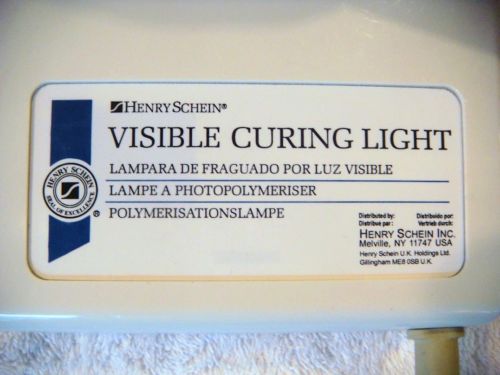 HENRY SCHEIN®
VISIBLE CURING LIGHT
LAMPARA DE FRAGUADO POR LUZ VISIBLE
LAMPE A PHOTOPOLYMERISER
POLYMERISATIONSLAMPE
HENRY SCHEIN
SEAL OF EXCELLENCE
®
Distributed by: Distribuido por:
Distribué par: Vertrieb durch:
HENRY SCHEIN INC.
Melville, NY 11747 USA
Henry Schein U.K. Holdings Ltd.
Gillingham ME8 0SB U.K.